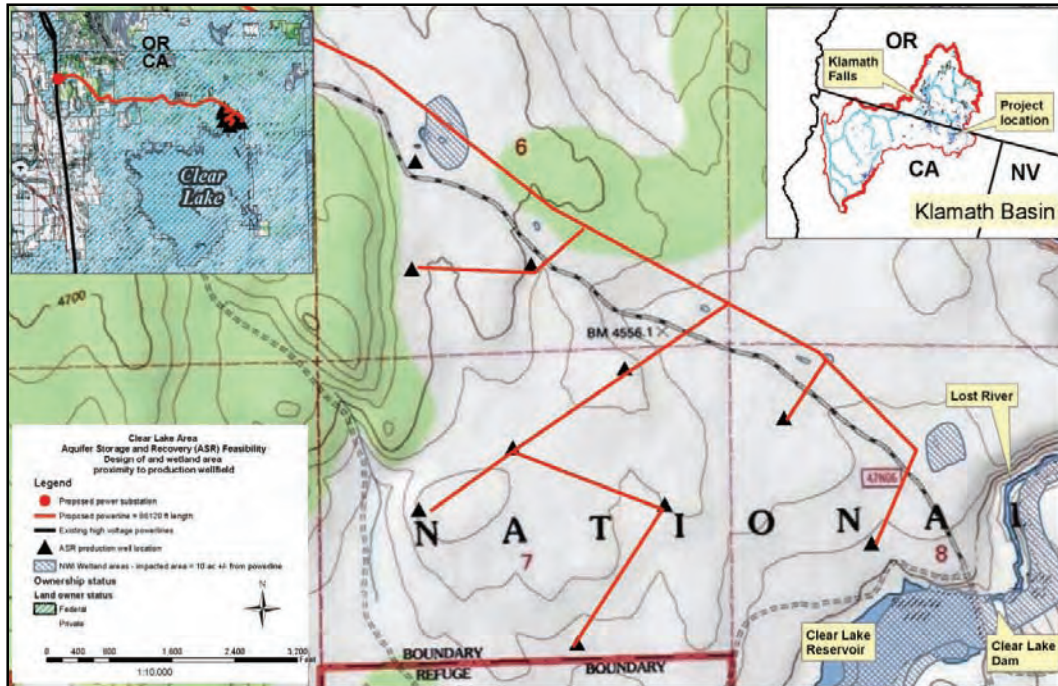 OR
CA
Clear
Lake
OR
Klamath
Falls
Project
location
CA
NV
Klamath Basin
6
4700
BM 4556.1
Lost River
47N06
N A T I O N A L
7
8
Clear Lake
Reservoir
Clear Lake
Dam
BOUNDARY
REFUGE BOUNDARY
Clear Lake Area
Aquifer Storage and Recovery (ASR) Feasibility
Design of and wetland area
proximity to production wellfield
Legend
Proposed power substation
Proposed powerline = 86120 ft length
Existing high voltage powerlines
ASR production well location
NWI Wetland areas - impacted area = 10 ac +/- from powerline
Ownership status
Land owner status
Federal
Private
N
0 400 800 1,600 2,400 3,200
Feet
1:10,000